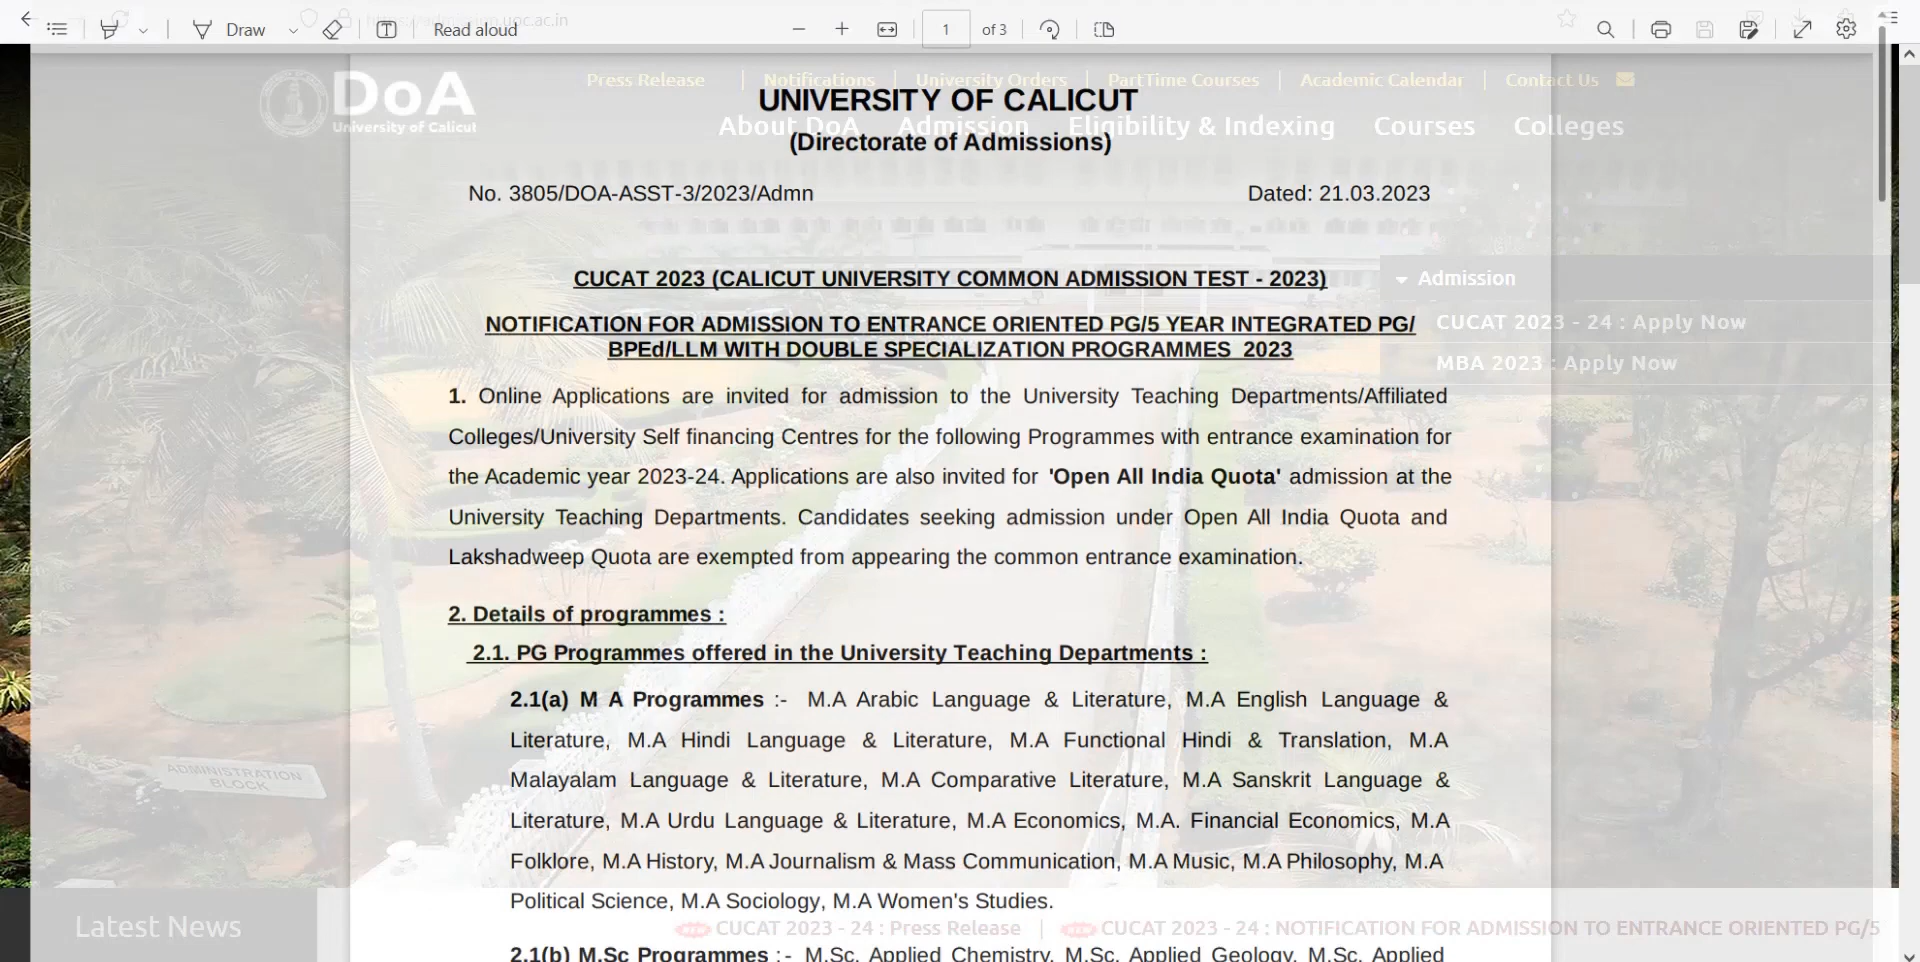 admission.uoc.ac.in
Draw
Read aloud
1 of 3
DoA
University of Calicut
Press Release | Notifications | University Orders | PartTime Courses | Academic Calendar | Contact Us
About DoA Admission Eligibility & Indexing Courses Colleges
UNIVERSITY OF CALICUT
(Directorate of Admissions)
No. 3805/DOA-ASST-3/2023/Admn Dated: 21.03.2023
CUCAT 2023 (CALICUT UNIVERSITY COMMON ADMISSION TEST - 2023)
Admission
CUCAT 2023 - 24 : Apply Now
MBA 2023 : Apply Now
NOTIFICATION FOR ADMISSION TO ENTRANCE ORIENTED PG/5 YEAR INTEGRATED PG/
BPEd/LLM WITH DOUBLE SPECIALIZATION PROGRAMMES 2023
1. Online Applications are invited for admission to the University Teaching Departments/Affiliated
Colleges/University Self financing Centres for the following Programmes with entrance examination for
the Academic year 2023-24. Applications are also invited for 'Open All India Quota' admission at the
University Teaching Departments. Candidates seeking admission under Open All India Quota and
Lakshadweep Quota are exempted from appearing the common entrance examination.
2. Details of programmes :
2.1. PG Programmes offered in the University Teaching Departments :
2.1(a) M A Programmes :- M.A Arabic Language & Literature, M.A English Language &
Literature, M.A Hindi Language & Literature, M.A Functional Hindi & Translation, M.A
Malayalam Language & Literature, M.A Comparative Literature, M.A Sanskrit Language &
Literature, M.A Urdu Language & Literature, M.A Economics, M.A. Financial Economics, M.A
Folklore, M.A History, M.A Journalism & Mass Communication, M.A Music, M.A Philosophy, M.A
Political Science, M.A Sociology, M.A Women's Studies.
2.1(b) M.Sc Programmes :- M.Sc. Applied Chemistry, M.Sc. Applied Geology, M.Sc. Applied
ADMINISTRATION
BLOCK
Latest News
NEW CUCAT 2023 - 24 : Press Release | NEW CUCAT 2023 - 24 : NOTIFICATION FOR ADMISSION TO ENTRANCE ORIENTED PG/5